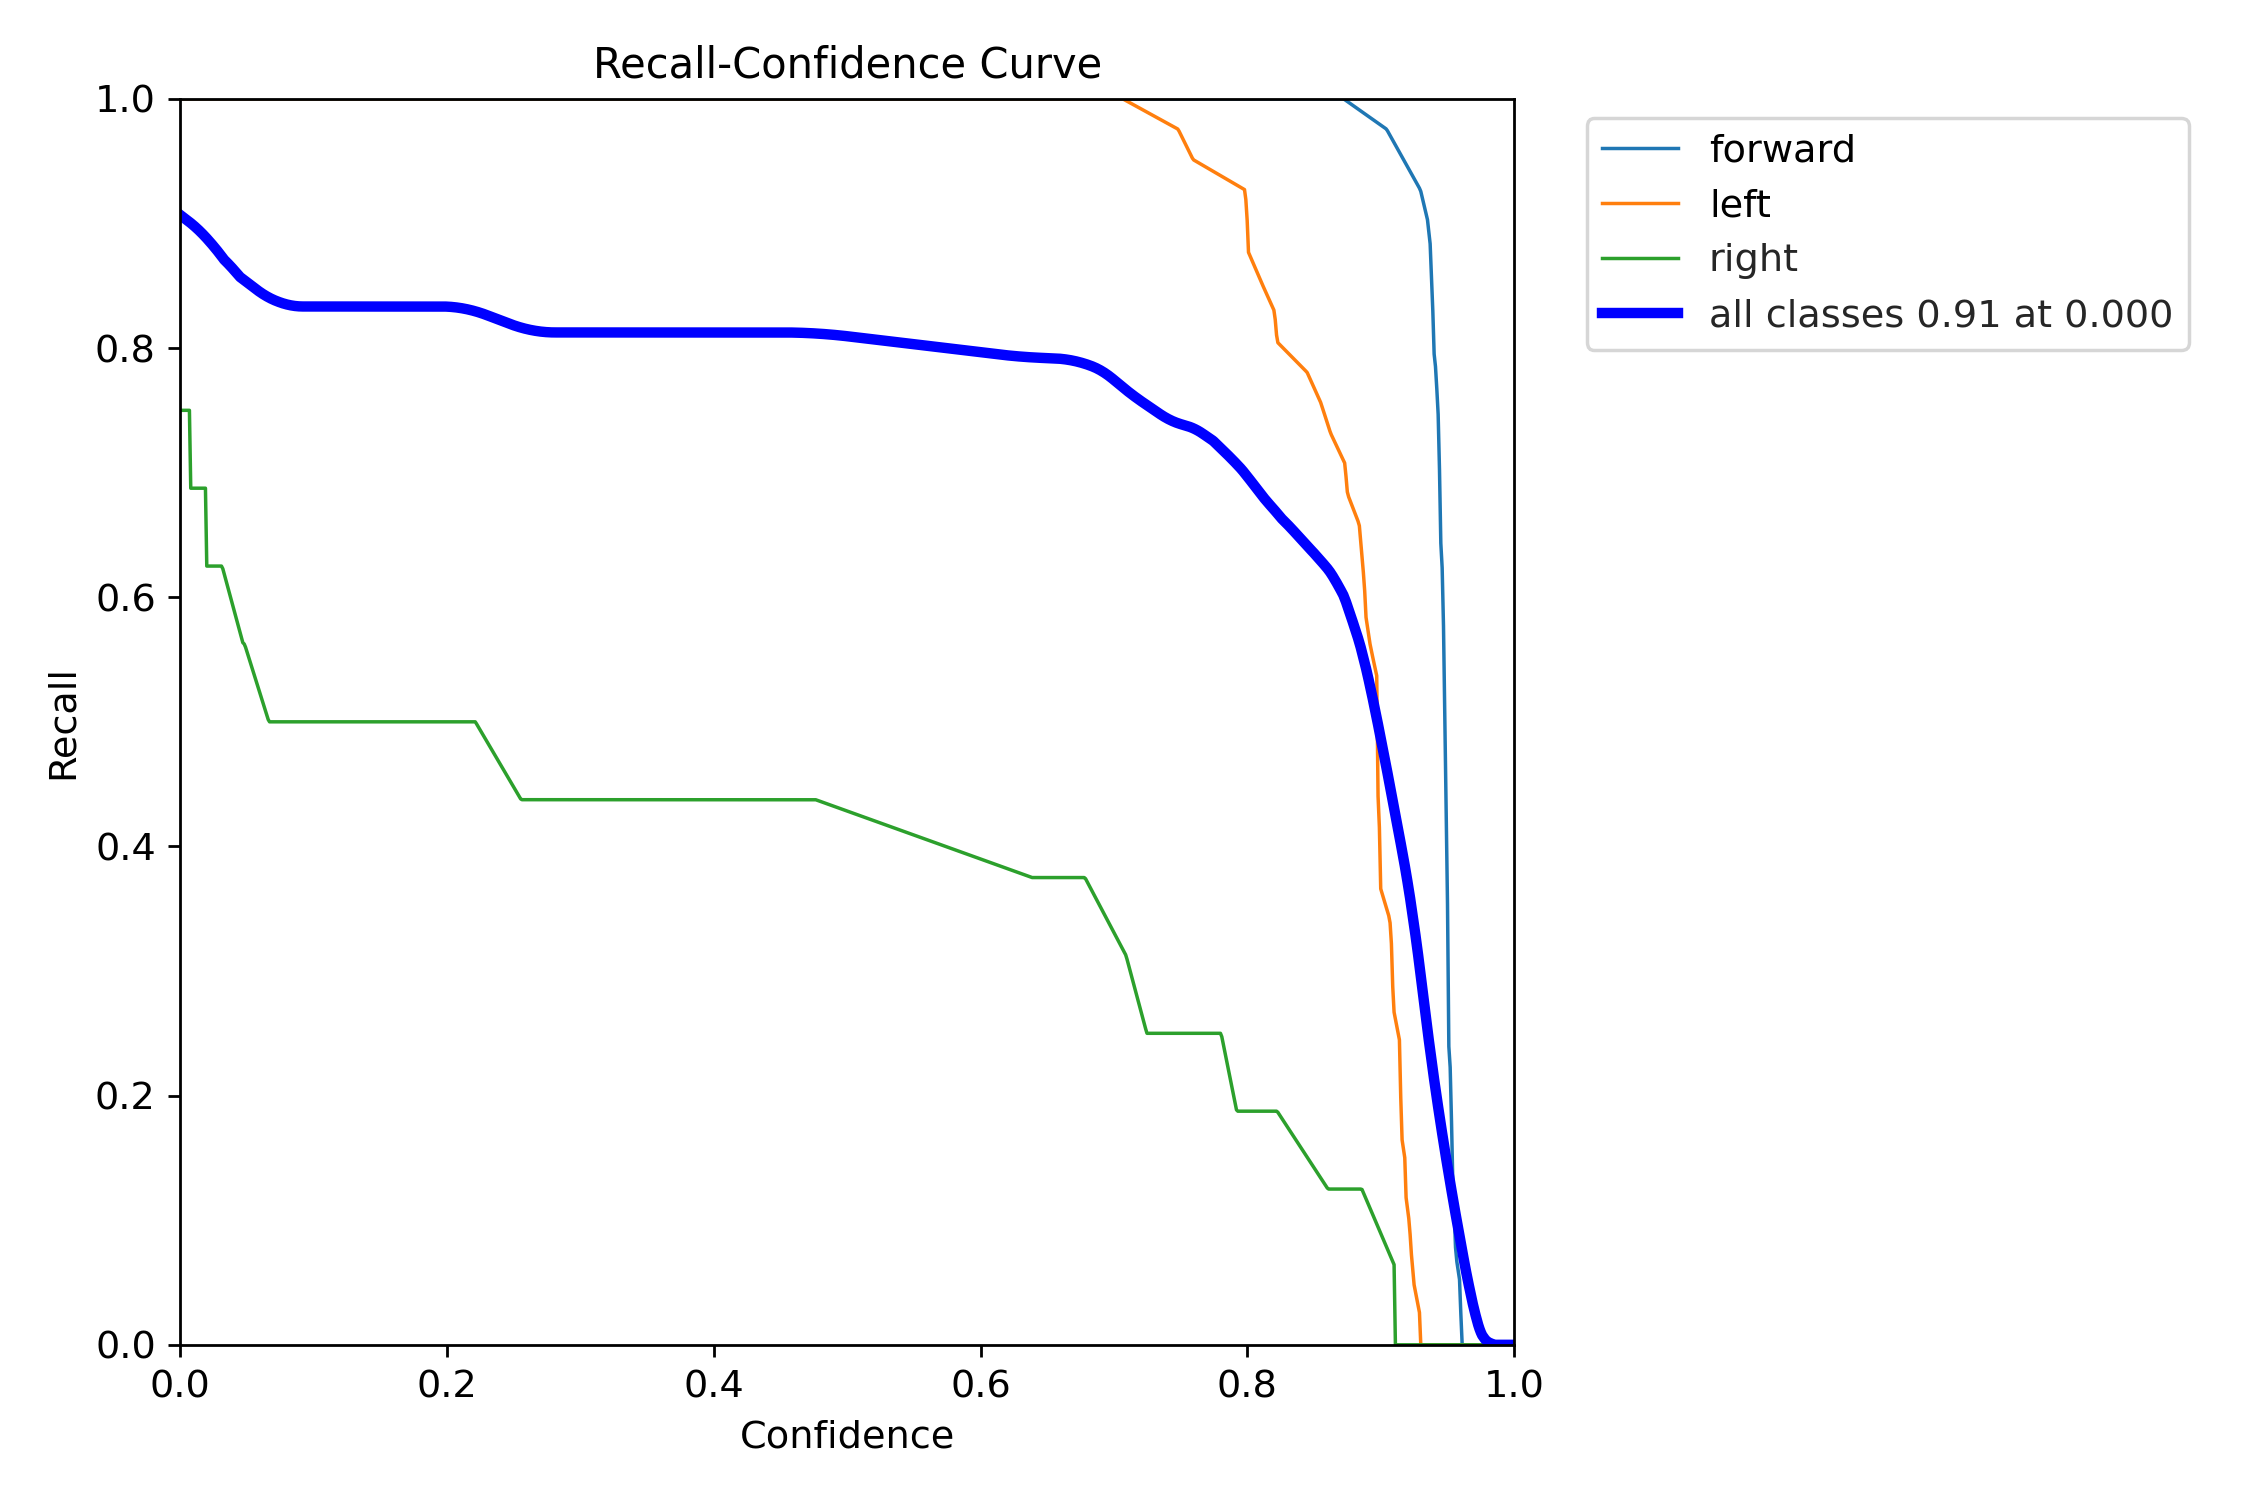 Recall-Confidence Curve
1.0
0.8
0.6
0.4
0.2
0.0
Recall
0.0 0.2 0.4 0.6 0.8 1.0
Confidence
forward
left
right
all classes 0.91 at 0.000